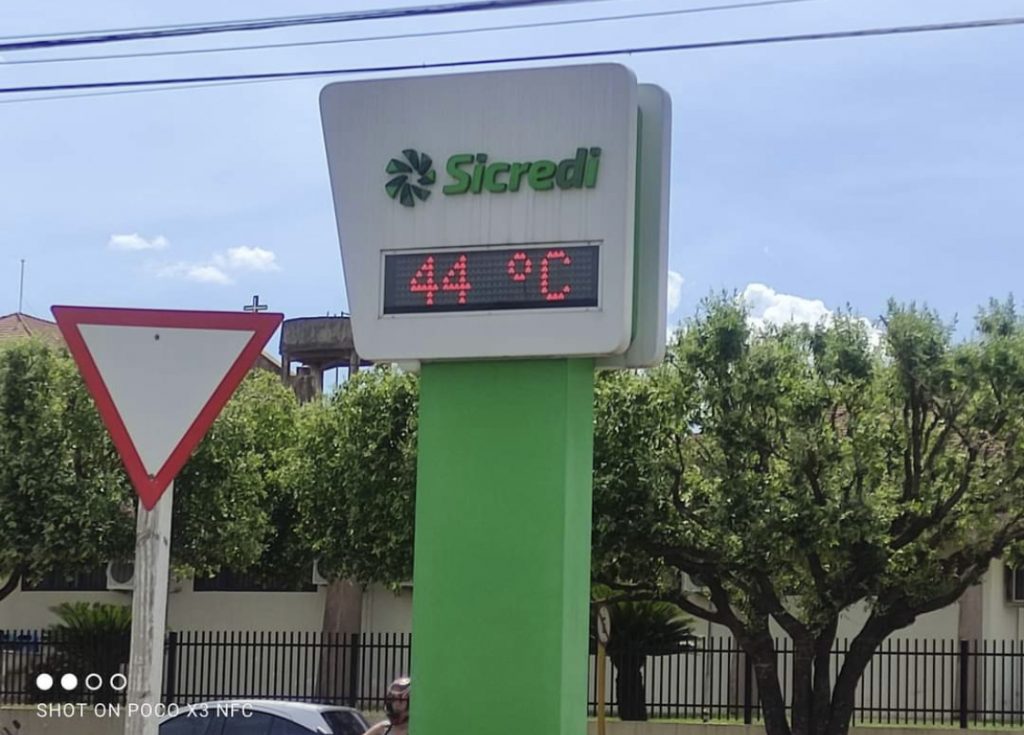 Sicredi
44 °C
SHOT ON POCO X3 NFC